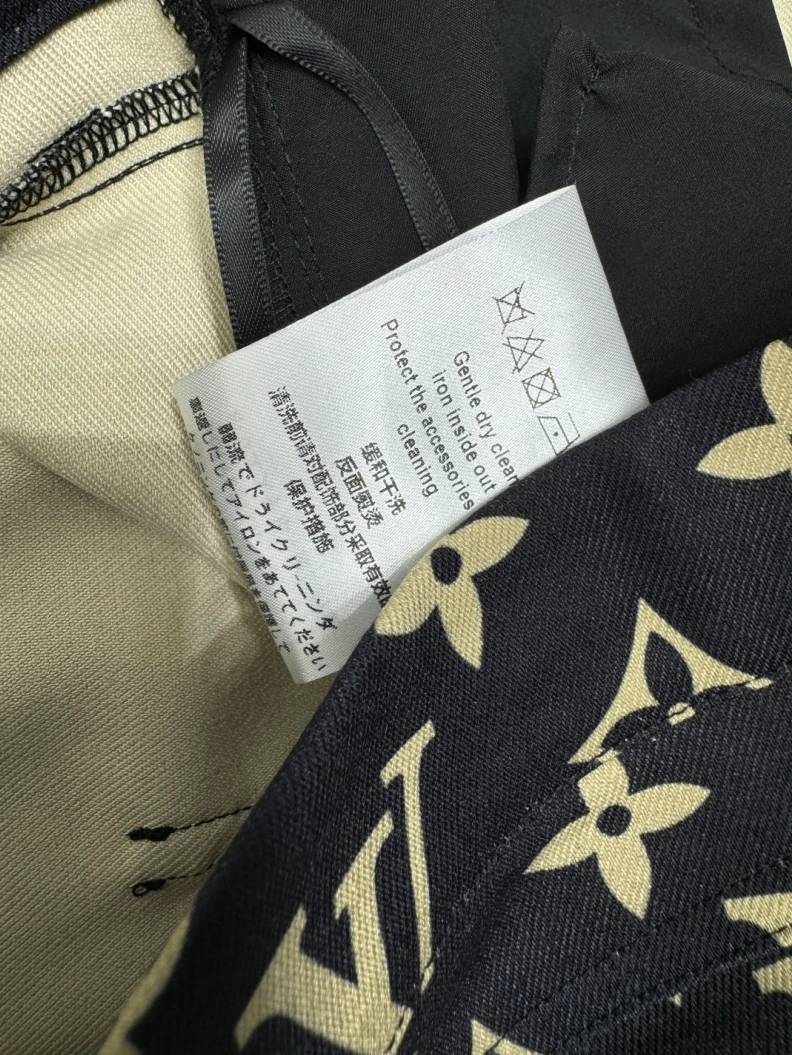 Gentle dry clean
iron inside out
Protect the accessories
cleaning
缓和干洗
反面熨烫
清洗前请对配饰部分采取有效
保护措施
弱流でドライクリーニング
裏返しにしてアイロンをあててください
LV